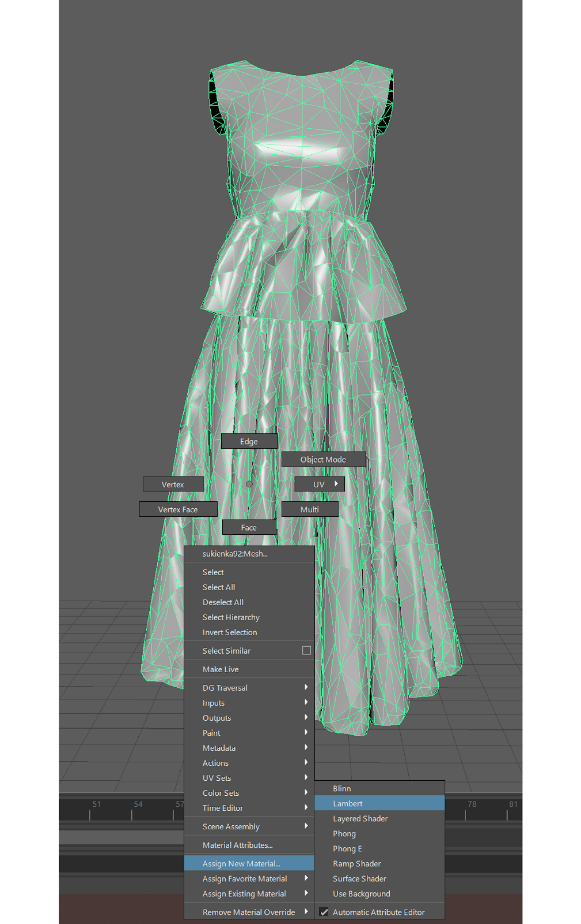 Edge
Object Mode
Vertex
UV
Vertex Face
Multi
Face
sukienka92:Mesh...
Select
Select All
Deselect All
Select Hierarchy
Invert Selection
Select Similar
Make Live
DG Traversal
Inputs
Outputs
Paint
Metadata
Actions
UV Sets
Color Sets
Time Editor
Scene Assembly
Material Attributes...
Assign New Material...
Assign Favorite Material
Assign Existing Material
Remove Material Override
Blinn
Lambert
Layered Shader
Phong
Phong E
Ramp Shader
Surface Shader
Use Background
Automatic Attribute Editor
51 54 57 78 81